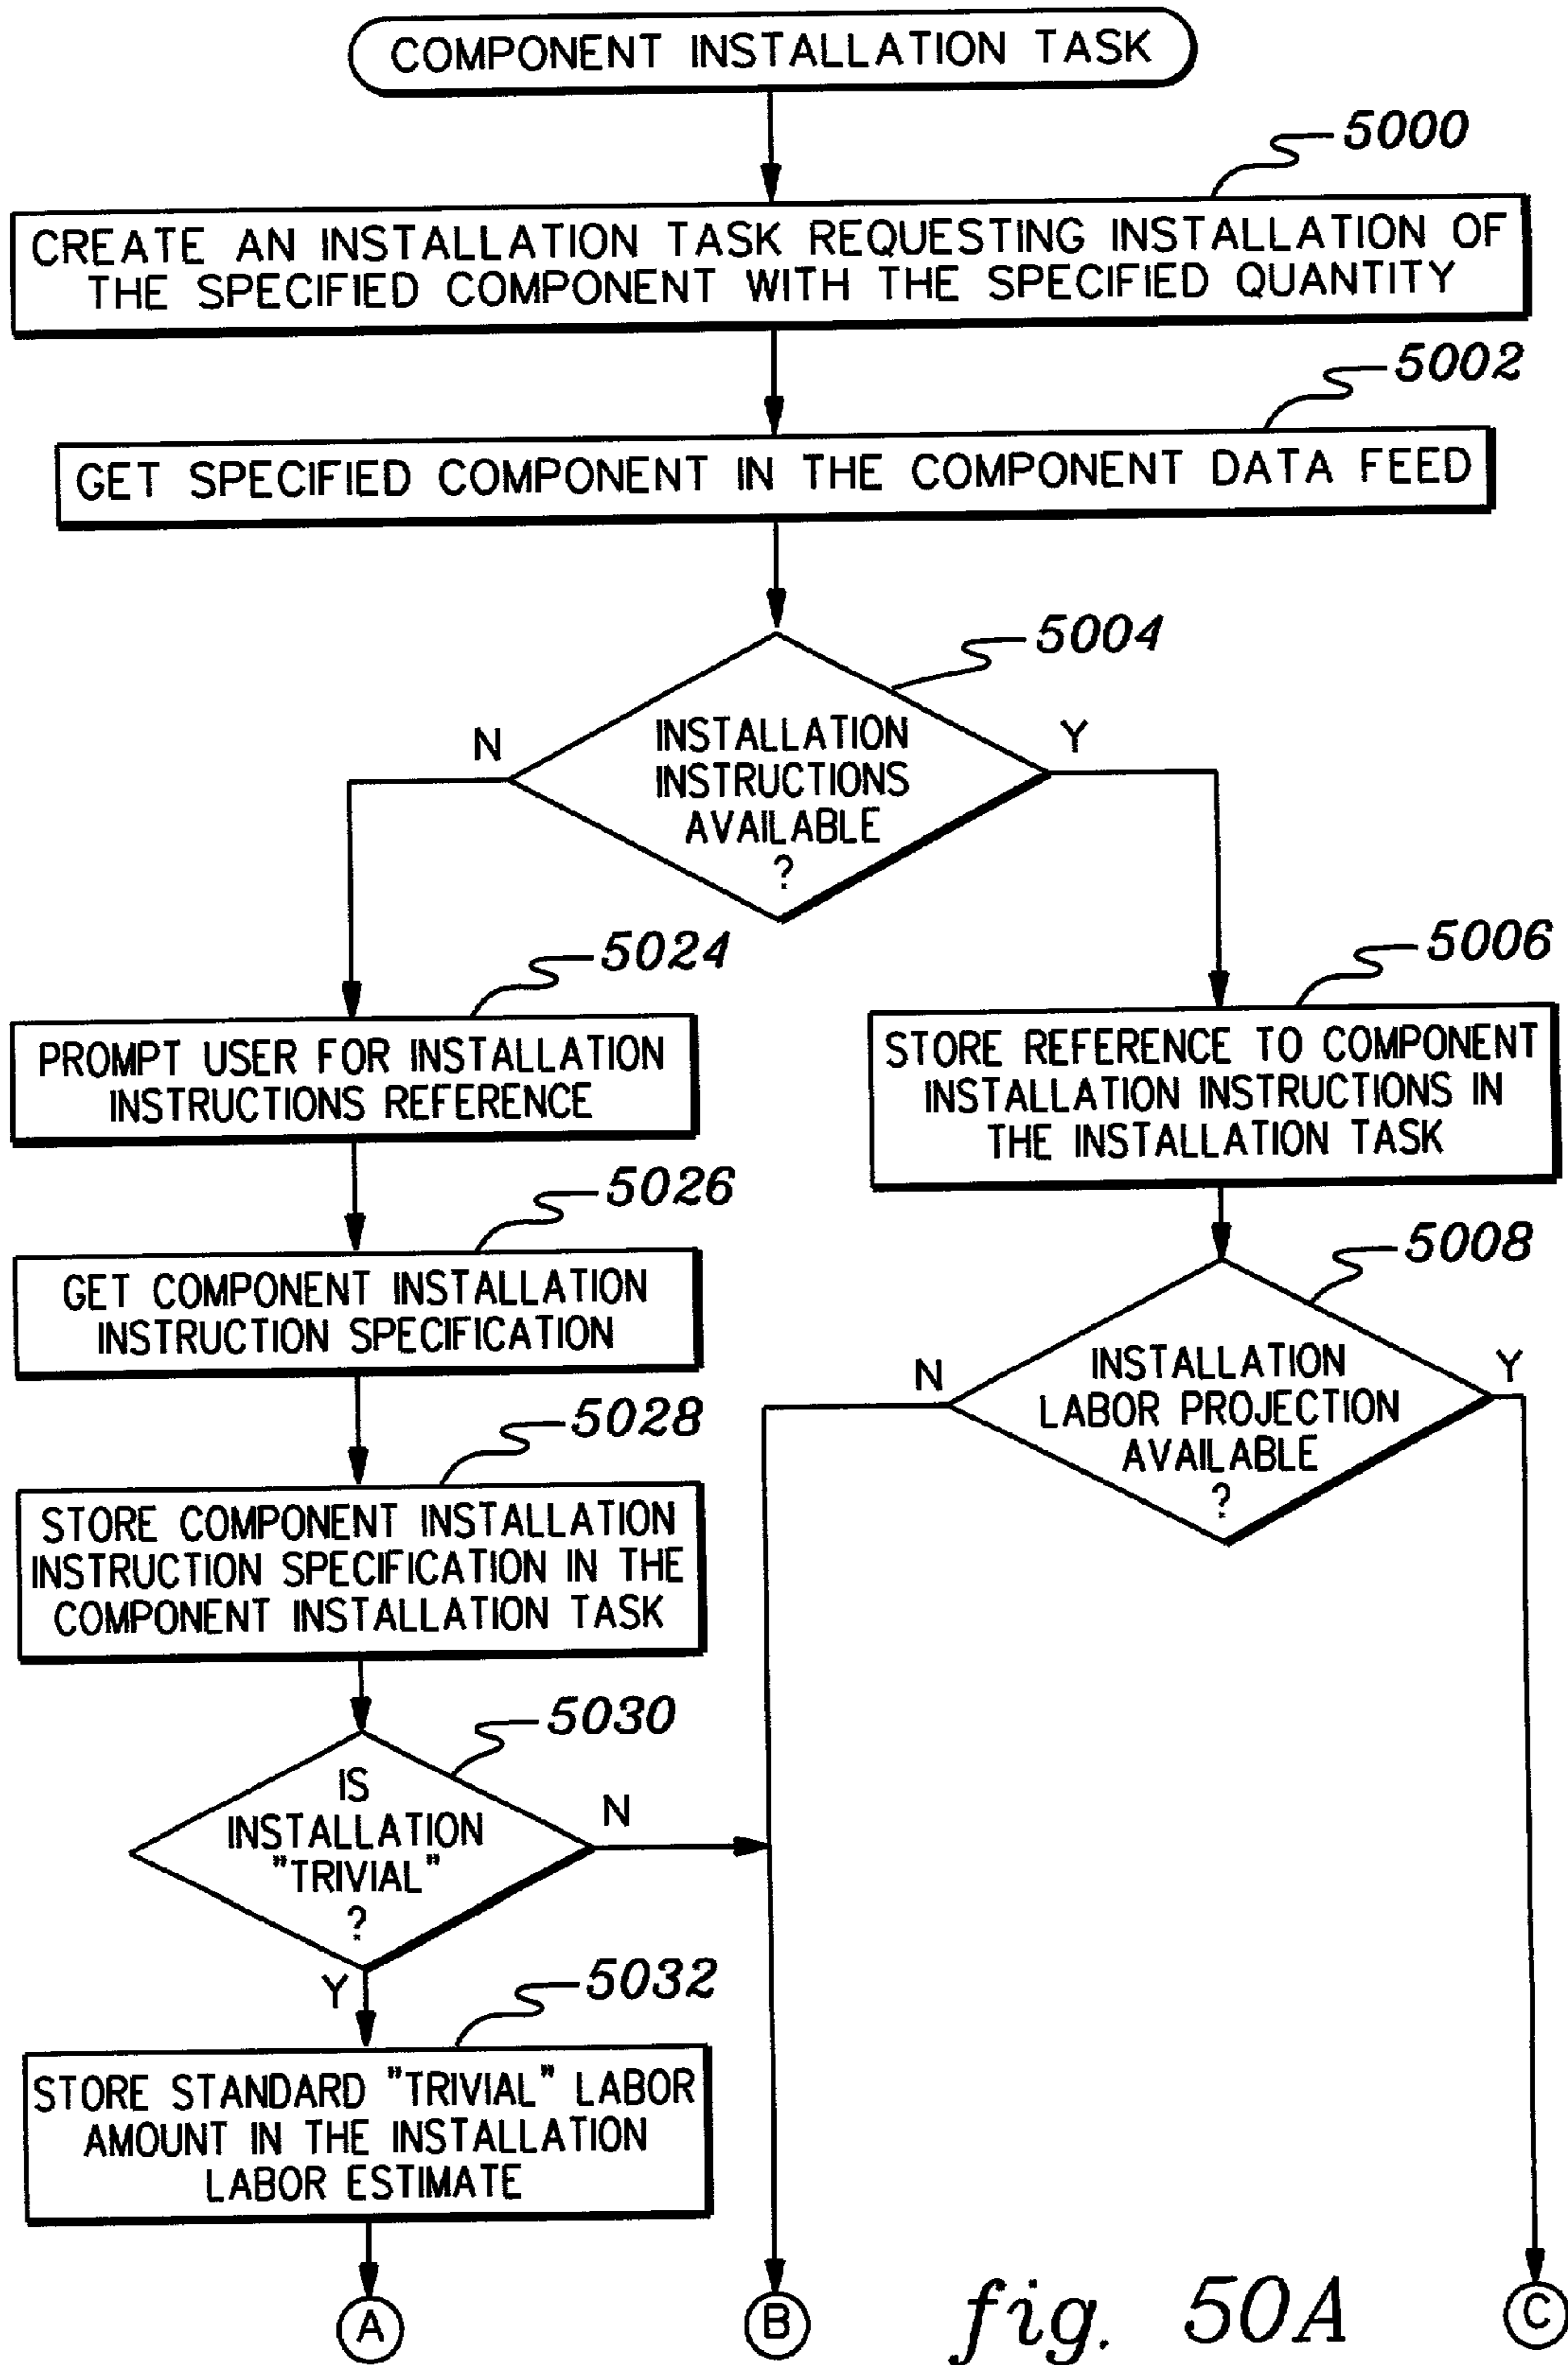 COMPONENT INSTALLATION TASK
5000
CREATE AN INSTALLATION TASK REQUESTING INSTALLATION OF
THE SPECIFIED COMPONENT WITH THE SPECIFIED QUANTITY
5002
GET SPECIFIED COMPONENT IN THE COMPONENT DATA FEED
5004
N
INSTALLATION
INSTRUCTIONS
AVAILABLE
?
Y
5024
PROMPT USER FOR INSTALLATION
INSTRUCTIONS REFERENCE
5006
STORE REFERENCE TO COMPONENT
INSTALLATION INSTRUCTIONS IN
THE INSTALLATION TASK
5026
GET COMPONENT INSTALLATION
INSTRUCTION SPECIFICATION
5008
N
INSTALLATION
LABOR PROJECTION
AVAILABLE
?
Y
5028
STORE COMPONENT INSTALLATION
INSTRUCTION SPECIFICATION IN THE
COMPONENT INSTALLATION TASK
5030
IS
INSTALLATION
"TRIVIAL"
?
N
Y
5032
STORE STANDARD "TRIVIAL" LABOR
AMOUNT IN THE INSTALLATION
LABOR ESTIMATE
A
B
C
fig. 50A